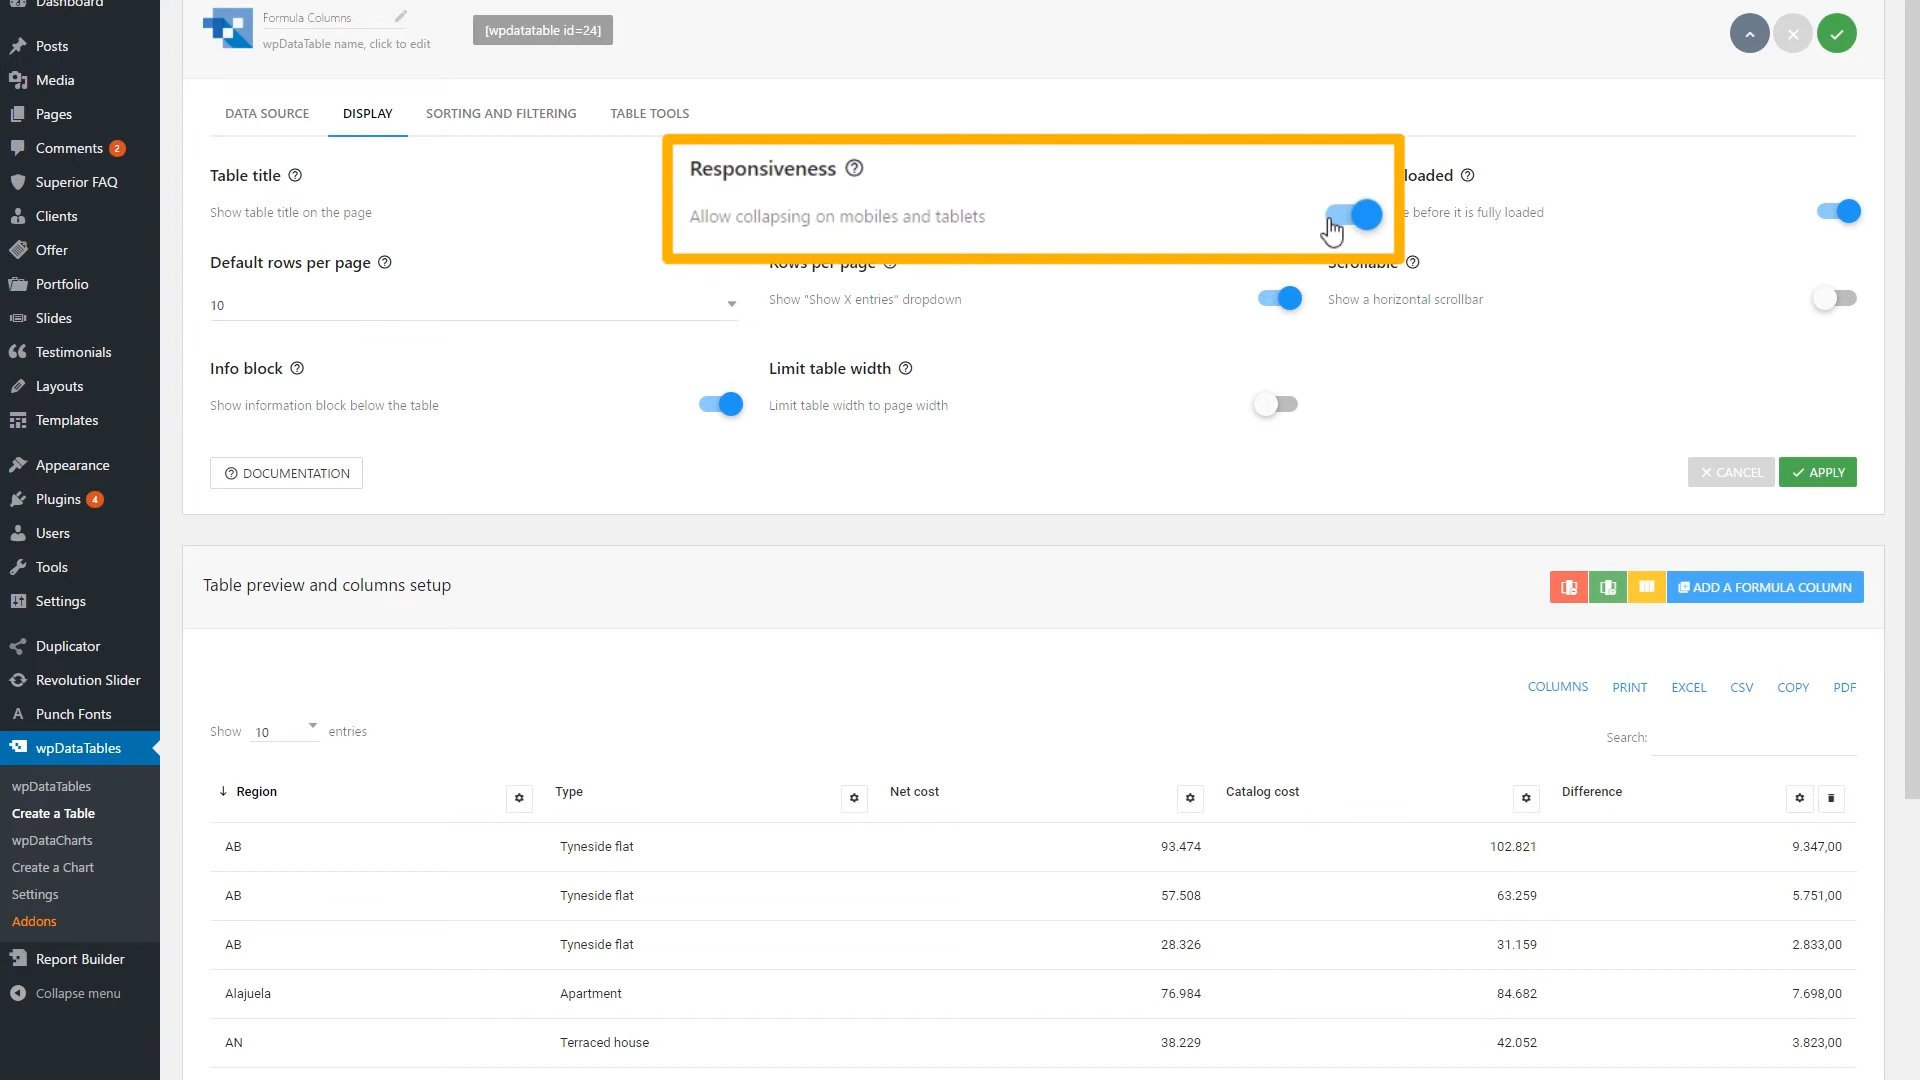 Dashboard
Posts
Media
Pages
Comments 2
Superior FAQ
Clients
Offer
Portfolio
Slides
Testimonials
Layouts
Templates
Appearance
Plugins 4
Users
Tools
Settings
Duplicator
Revolution Slider
Punch Fonts
wpDataTables
wpDataTables
Create a Table
wpDataCharts
Create a Chart
Settings
Addons
Report Builder
Collapse menu
Formula Columns
wpDataTable name, click to edit
[wpdatatable id=24]
DATA SOURCE DISPLAY SORTING AND FILTERING TABLE TOOLS
Table title
Show table title on the page
Responsiveness
Allow collapsing on mobiles and tablets
loaded
e before it is fully loaded
Default rows per page
10
Rows per page
Show "Show X entries" dropdown
Scrollable
Show a horizontal scrollbar
Info block
Show information block below the table
Limit table width
Limit table width to page width
DOCUMENTATION
CANCEL APPLY
Table preview and columns setup
ADD A FORMULA COLUMN
COLUMNS PRINT EXCEL CSV COPY PDF
Show 10 entries
Search:
Region Type Net cost Catalog cost Difference
AB Tyneside flat 93.474 102.821 9.347,00
AB Tyneside flat 57.508 63.259 5.751,00
AB Tyneside flat 28.326 31.159 2.833,00
Alajuela Apartment 76.984 84.682 7.698,00
AN Terraced house 38.229 42.052 3.823,00